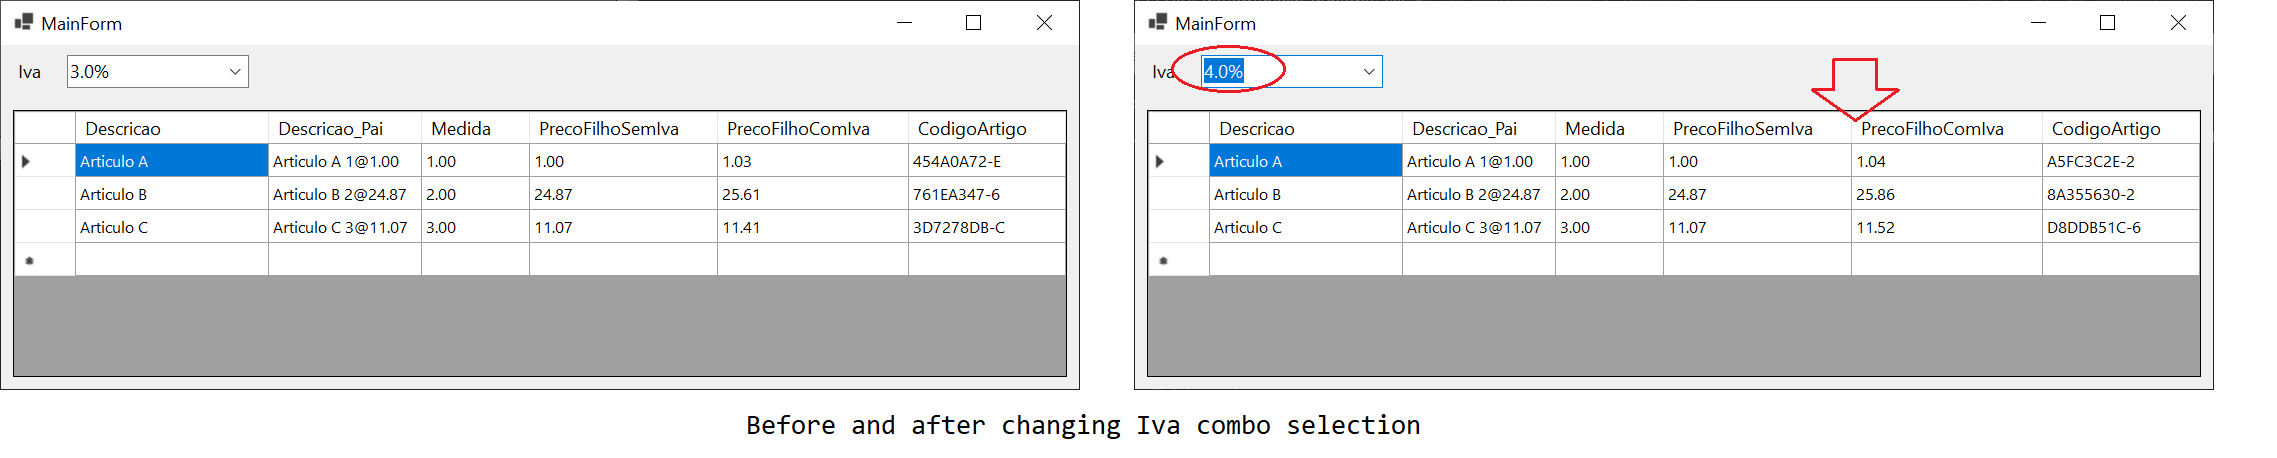 MainForm
Iva 3.0%
Descricao Descricao_Pai Medida PrecoFilhoSemIva PrecoFilhoComIva CodigoArtigo
Articulo A Articulo A 1@1.00 1.00 1.00 1.03 454A0A72-E
Articulo B Articulo B 2@24.87 2.00 24.87 25.61 761EA347-6
Articulo C Articulo C 3@11.07 3.00 11.07 11.41 3D7278DB-C
MainForm
Iva 4.0%
Descricao Descricao_Pai Medida PrecoFilhoSemIva PrecoFilhoComIva CodigoArtigo
Articulo A Articulo A 1@1.00 1.00 1.00 1.04 A5FC3C2E-2
Articulo B Articulo B 2@24.87 2.00 24.87 25.86 8A355630-2
Articulo C Articulo C 3@11.07 3.00 11.07 11.52 D8DDB51C-6
Before and after changing Iva combo selection